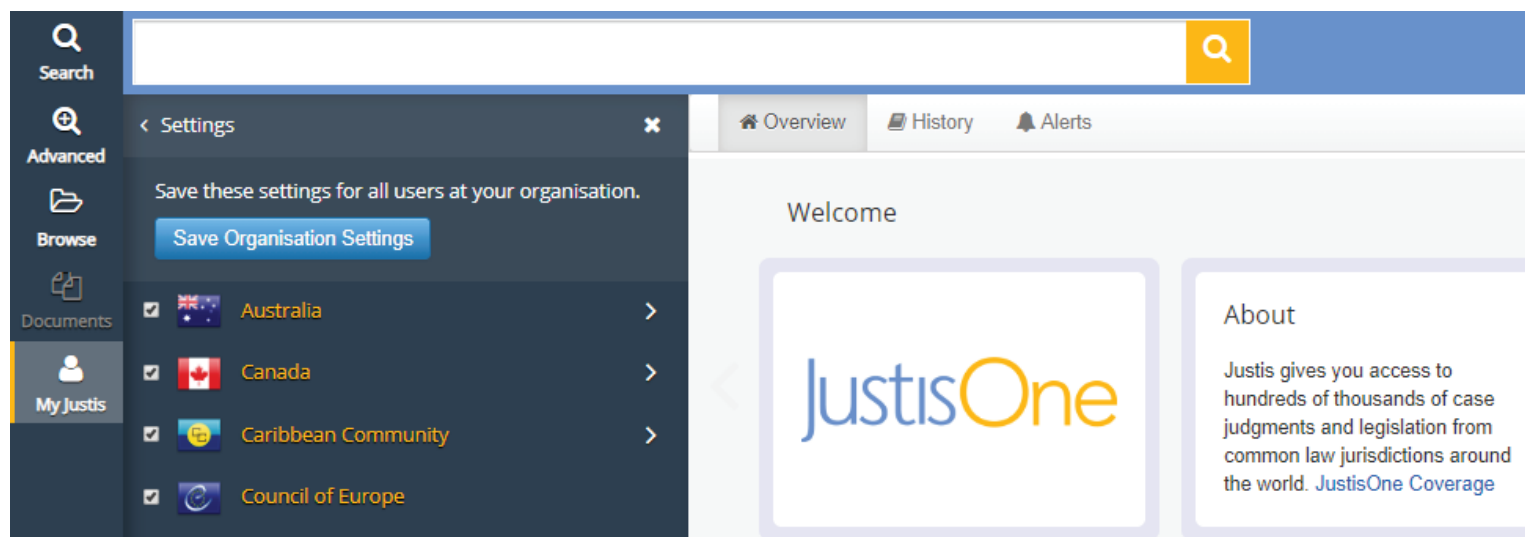 Search
Advanced
Browse
Documents
My Justis
Settings
Save these settings for all users at your organisation.
Save Organisation Settings
Australia
Canada
Caribbean Community
Council of Europe
Overview
History
Alerts
Welcome
JustisOne
About
Justis gives you access to
hundreds of thousands of case
judgments and legislation from
common law jurisdictions around
the world. JustisOne Coverage